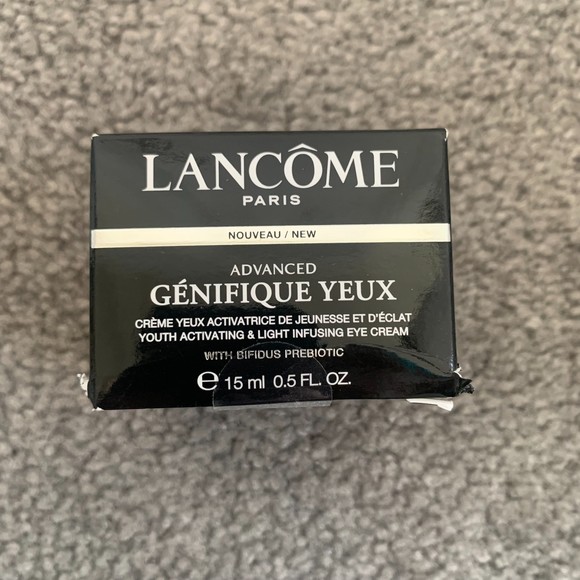 LANCÔME
PARIS
NOUVEAU / NEW
ADVANCED
GÉNIFIQUE YEUX
CRÈME YEUX ACTIVATRICE DE JEUNESSE ET D'ÉCLAT
YOUTH ACTIVATING & LIGHT INFUSING EYE CREAM
WITH BIFIDUS PREBIOTIC
℮ 15 ml 0.5 FL. OZ.